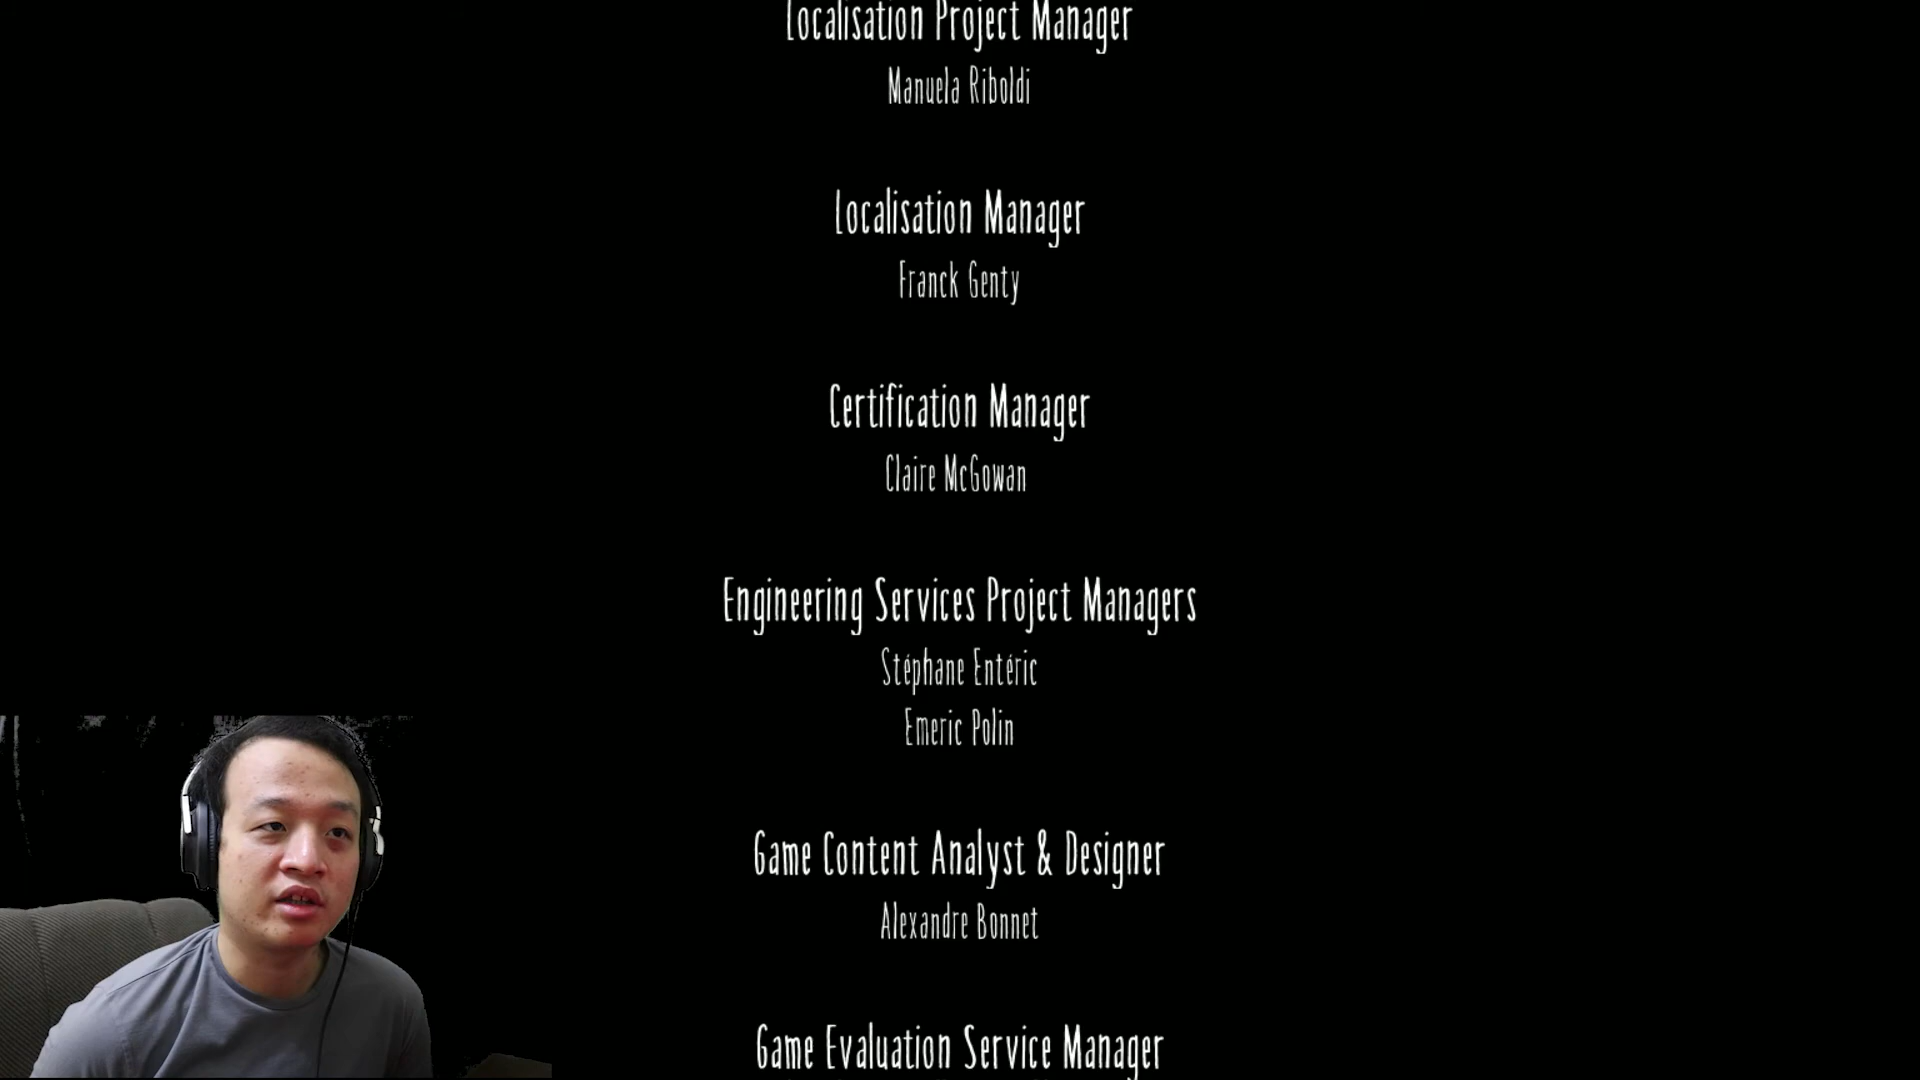 Localisation Project Manager
Manuela Riboldi
Localisation Manager
Franck Genty
Certification Manager
Claire McGowan
Engineering Services Project Managers
Stéphane Entéric
Emeric Polin
Game Content Analyst & Designer
Alexandre Bonnet
Game Evaluation Service Manager